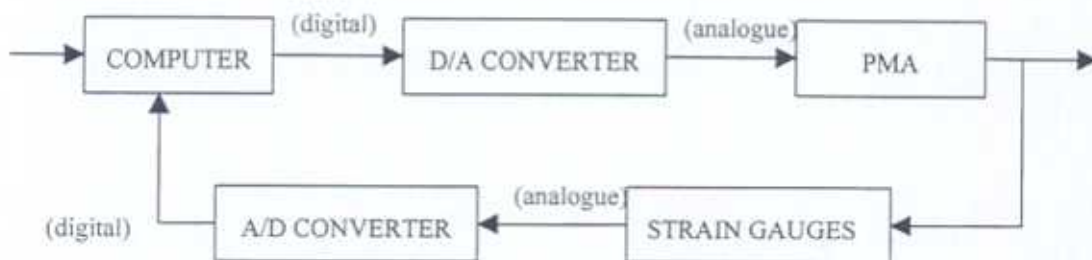 (digital)
(analogue)
COMPUTER
D/A CONVERTER
PMA
(analogue)
(digital)
A/D CONVERTER
STRAIN GAUGES